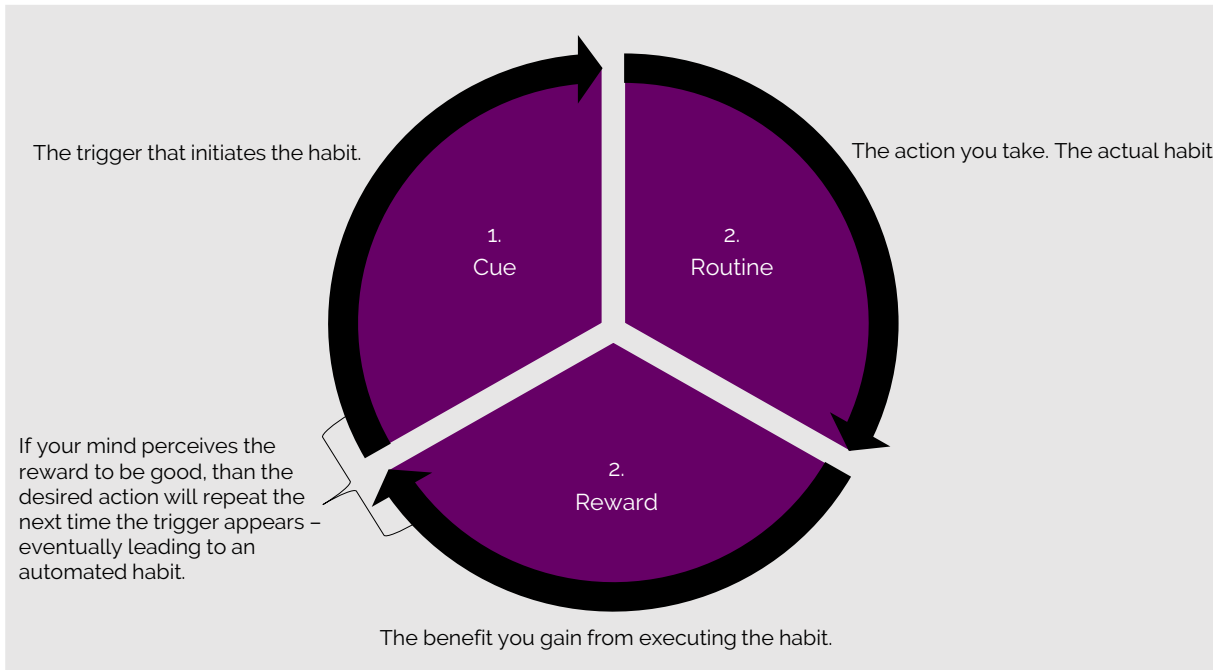 The trigger that initiates the habit.
The action you take. The actual habit
1.
Cue
2.
Routine
If your mind perceives the
reward to be good, than the
desired action will repeat the
next time the trigger appears –
eventually leading to an
automated habit.
2.
Reward
The benefit you gain from executing the habit.